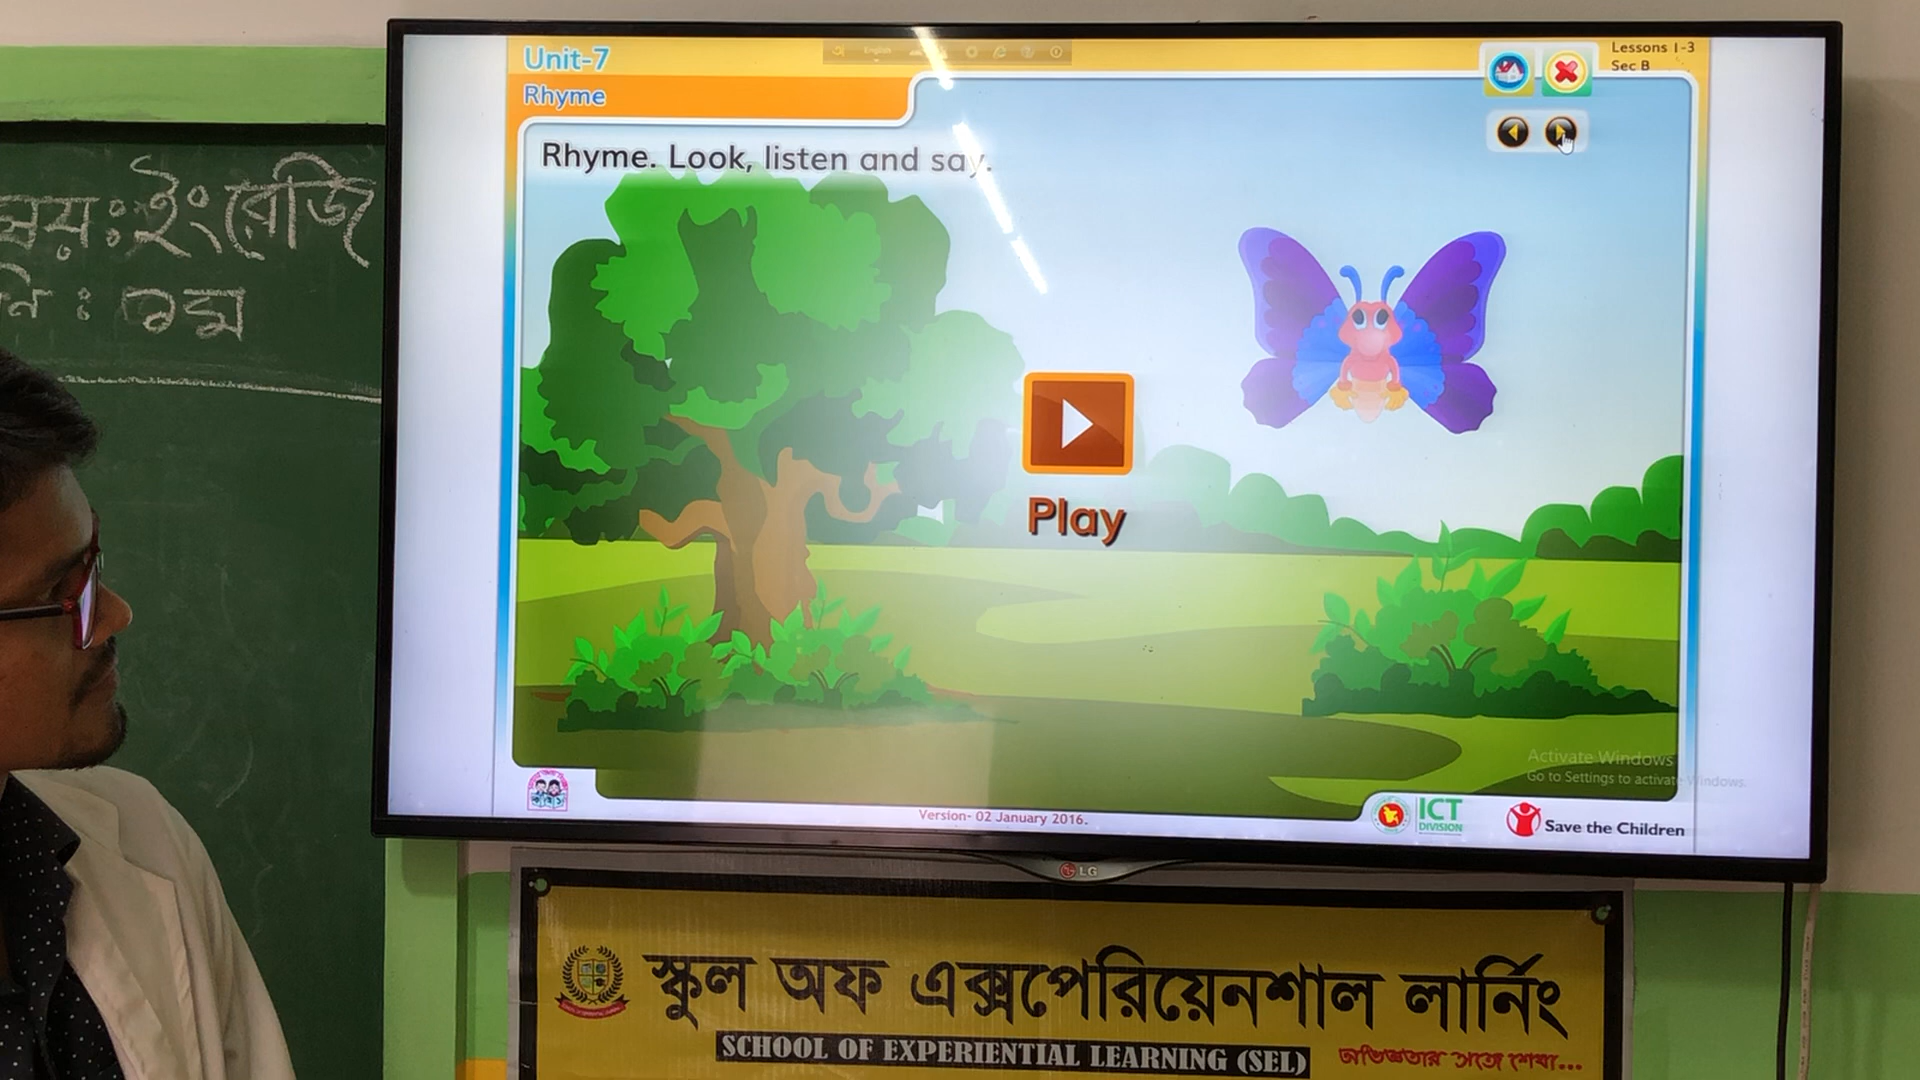 Unit-7
Rhyme
English
Lessons 1-3
Sec B
Rhyme. Look, listen and say.
ইংরেজি
১ম
Play
Activate Windows
Go to Settings to activate Windows.
Version- 02 January 2016.
ICT
DIVISION
Save the Children
LG
স্কুল অফ এক্সপেরিয়েনশাল লার্নিং
SCHOOL OF EXPERIENTIAL LEARNING (SEL)
অভিজ্ঞতার সাথে শেখা...